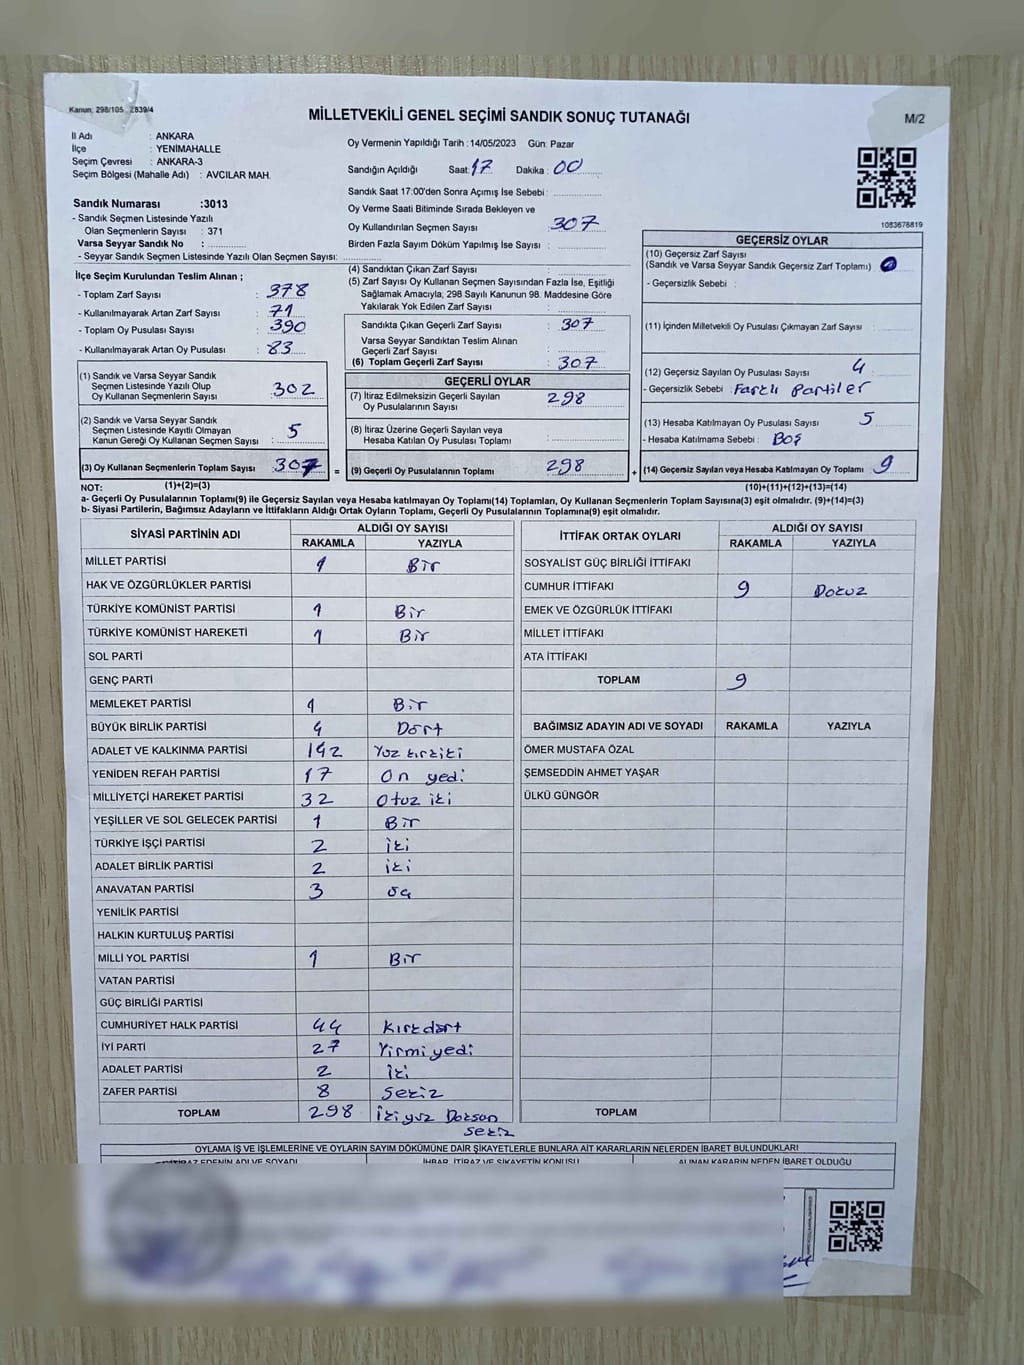 Kanun: 298/105 2839/4
MİLLETVEKİLİ GENEL SEÇİMİ SANDIK SONUÇ TUTANAĞI
M/2
İl Adı : ANKARA
İlçe : YENİMAHALLE
Seçim Çevresi : ANKARA-3
Seçim Bölgesi (Mahalle Adı) : AVCILAR MAH.
Oy Vermenin Yapıldığı Tarih : 14/05/2023 Gün: Pazar
Sandığın Açıldığı Saat: 17 Dakika : 00
Sandık Saat 17:00'den Sonra Açımış İse Sebebi :
Oy Verme Saati Bitiminde Sırada Bekleyen ve
Oy Kullandırılan Seçmen Sayısı 307
Birden Fazla Sayım Döküm Yapılmış İse Sayısı :
Sandık Numarası :3013
- Sandık Seçmen Listesinde Yazılı
Olan Seçmenlerin Sayısı : 371
Varsa Seyyar Sandık No :
- Seyyar Sandık Seçmen Listesinde Yazılı Olan Seçmen Sayısı:
1083678819
İlçe Seçim Kurulundan Teslim Alınan ;
- Toplam Zarf Sayısı : 378
- Kullanılmayarak Artan Zarf Sayısı : 71
- Toplam Oy Pusulası Sayısı : 390
- Kullanılmayarak Artan Oy Pusulası : 83
(4) Sandıktan Çıkan Zarf Sayısı :
(5) Zarf Sayısı Oy Kullanan Seçmen Sayısından Fazla İse, Eşitliği
Sağlamak Amacıyla, 298 Sayılı Kanunun 98. Maddesine Göre
Yakılarak Yok Edilen Zarf Sayısı :
Sandıkta Çıkan Geçerli Zarf Sayısı : 307
Varsa Seyyar Sandıktan Teslim Alınan
Geçerli Zarf Sayısı :
(6) Toplam Geçerli Zarf Sayısı : 307
GEÇERSİZ OYLAR
(10) Geçersiz Zarf Sayısı
(Sandık ve Varsa Seyyar Sandık Geçersiz Zarf Toplamı)
- Geçersizlik Sebebi :
(11) İçinden Milletvekili Oy Pusulası Çıkmayan Zarf Sayısı :
(12) Geçersiz Sayılan Oy Pusulası Sayısı : 4
- Geçersizlik Sebebi : Farklı Partiler
(13) Hesaba Katılmayan Oy Pusulası Sayısı : 5
- Hesaba Katılmama Sebebi : Boş
(14) Geçersiz Sayılan veya Hesaba Katılmayan Oy Toplamı : 9
(1) Sandık ve Varsa Seyyar Sandık
Seçmen Listesinde Yazılı Olup
Oy Kullanan Seçmenlerin Sayısı : 302
(2) Sandık ve Varsa Seyyar Sandık
Seçmen Listesinde Kayıtlı Olmayan
Kanun Gereği Oy Kullanan Seçmen Sayısı : 5
(3) Oy Kullanan Seçmenlerin Toplam Sayısı : 307 =
GEÇERLİ OYLAR
(7) İtiraz Edilmeksizin Geçerli Sayılan
Oy Pusulalarının Sayısı : 298
(8) İtiraz Üzerine Geçerli Sayılan veya
Hesaba Katılan Oy Pusulası Toplamı :
(9) Geçerli Oy Pusulalarının Toplamı : 298 +
NOT: (1)+(2)=(3) (10)+(11)+(12)+(13)=(14)
a- Geçerli Oy Pusulalarının Toplamı(9) ile Geçersiz Sayılan veya Hesaba katılmayan Oy Toplamı(14) Toplamları, Oy Kullanan Seçmenlerin Toplam Sayısına(3) eşit olmalıdır. (9)+(14)=(3)
b- Siyasi Partilerin, Bağımsız Adayların ve İttifakların Aldığı Ortak Oyların Toplamı, Geçerli Oy Pusulalarının Toplamına(9) eşit olmalıdır.
SİYASİ PARTİNİN ADI ALDIĞI OY SAYISI
RAKAMLA YAZIYLA
MİLLET PARTİSİ 1 Bir
HAK VE ÖZGÜRLÜKLER PARTİSİ
TÜRKİYE KOMÜNİST PARTİSİ 1 Bir
TÜRKİYE KOMÜNİST HAREKETİ 1 Bir
SOL PARTİ
GENÇ PARTİ
MEMLEKET PARTİSİ 1 Bir
BÜYÜK BİRLİK PARTİSİ 4 Dört
ADALET VE KALKINMA PARTİSİ 142 Yüz kırkiki
YENİDEN REFAH PARTİSİ 17 On yedi
MİLLİYETÇİ HAREKET PARTİSİ 32 Otuz iki
YEŞİLLER VE SOL GELECEK PARTİSİ 1 Bir
TÜRKİYE İŞÇİ PARTİSİ 2 iki
ADALET BİRLİK PARTİSİ 2 iki
ANAVATAN PARTİSİ 3 üç
YENİLİK PARTİSİ
HALKIN KURTULUŞ PARTİSİ
MİLLİ YOL PARTİSİ 1 Bir
VATAN PARTİSİ
GÜÇ BİRLİĞİ PARTİSİ
CUMHURİYET HALK PARTİSİ 44 Kırkdört
İYİ PARTİ 27 Yirmiyedi
ADALET PARTİSİ 2 iki
ZAFER PARTİSİ 8 Sekiz
TOPLAM 298 İkiyüz Doksan
sekiz
İTTİFAK ORTAK OYLARI ALDIĞI OY SAYISI
RAKAMLA YAZIYLA
SOSYALİST GÜÇ BİRLİĞİ İTTİFAKI
CUMHUR İTTİFAKI 9 Dokuz
EMEK VE ÖZGÜRLÜK İTTİFAKI
MİLLET İTTİFAKI
ATA İTTİFAKI
TOPLAM 9
BAĞIMSIZ ADAYIN ADI VE SOYADI RAKAMLA YAZIYLA
ÖMER MUSTAFA ÖZAL
ŞEMSEDDİN AHMET YAŞAR
ÜLKÜ GÜNGÖR
TOPLAM
OYLAMA İŞ VE İŞLEMLERİNE VE OYLARIN SAYIM DÖKÜMÜNE DAİR ŞİKAYETLERLE BUNLARA AİT KARARLARIN NELERDEN İBARET BULUNDUKLARI
İTİRAZ EDENİN ADI VE SOYADI İHBAR, İTİRAZ VE ŞİKAYETİN KONUSU ALINAN KARARIN NEDEN İBARET OLDUĞU